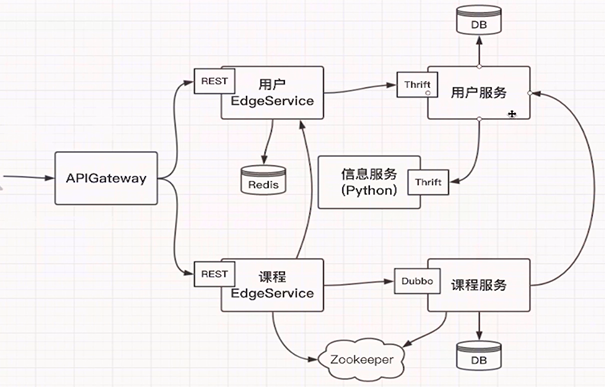 DB
REST
用户
EdgeService
Thrift
用户服务
APIGateway
Redis
信息服务
(Python)
Thrift
REST
课程
EdgeService
Dubbo
课程服务
Zookeeper
DB